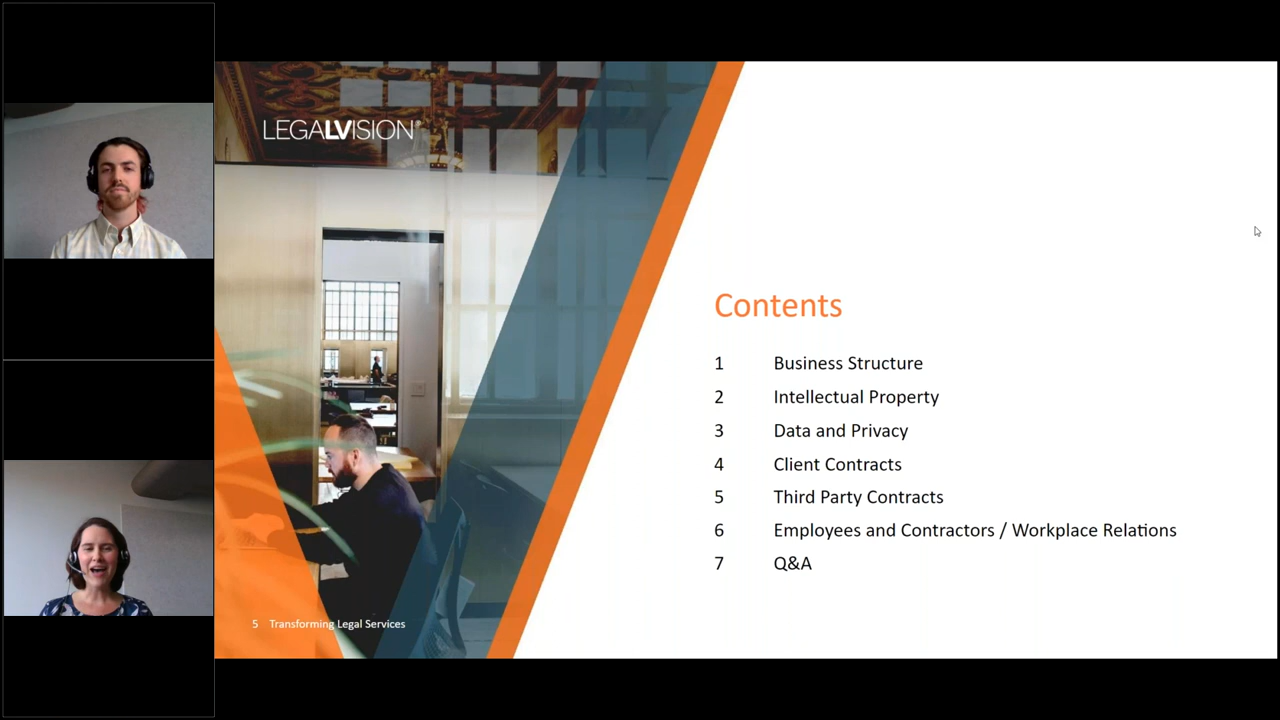 LEGALVISION
Contents
1 Business Structure
2 Intellectual Property
3 Data and Privacy
4 Client Contracts
5 Third Party Contracts
6 Employees and Contractors / Workplace Relations
7 Q&A
5 Transforming Legal Services